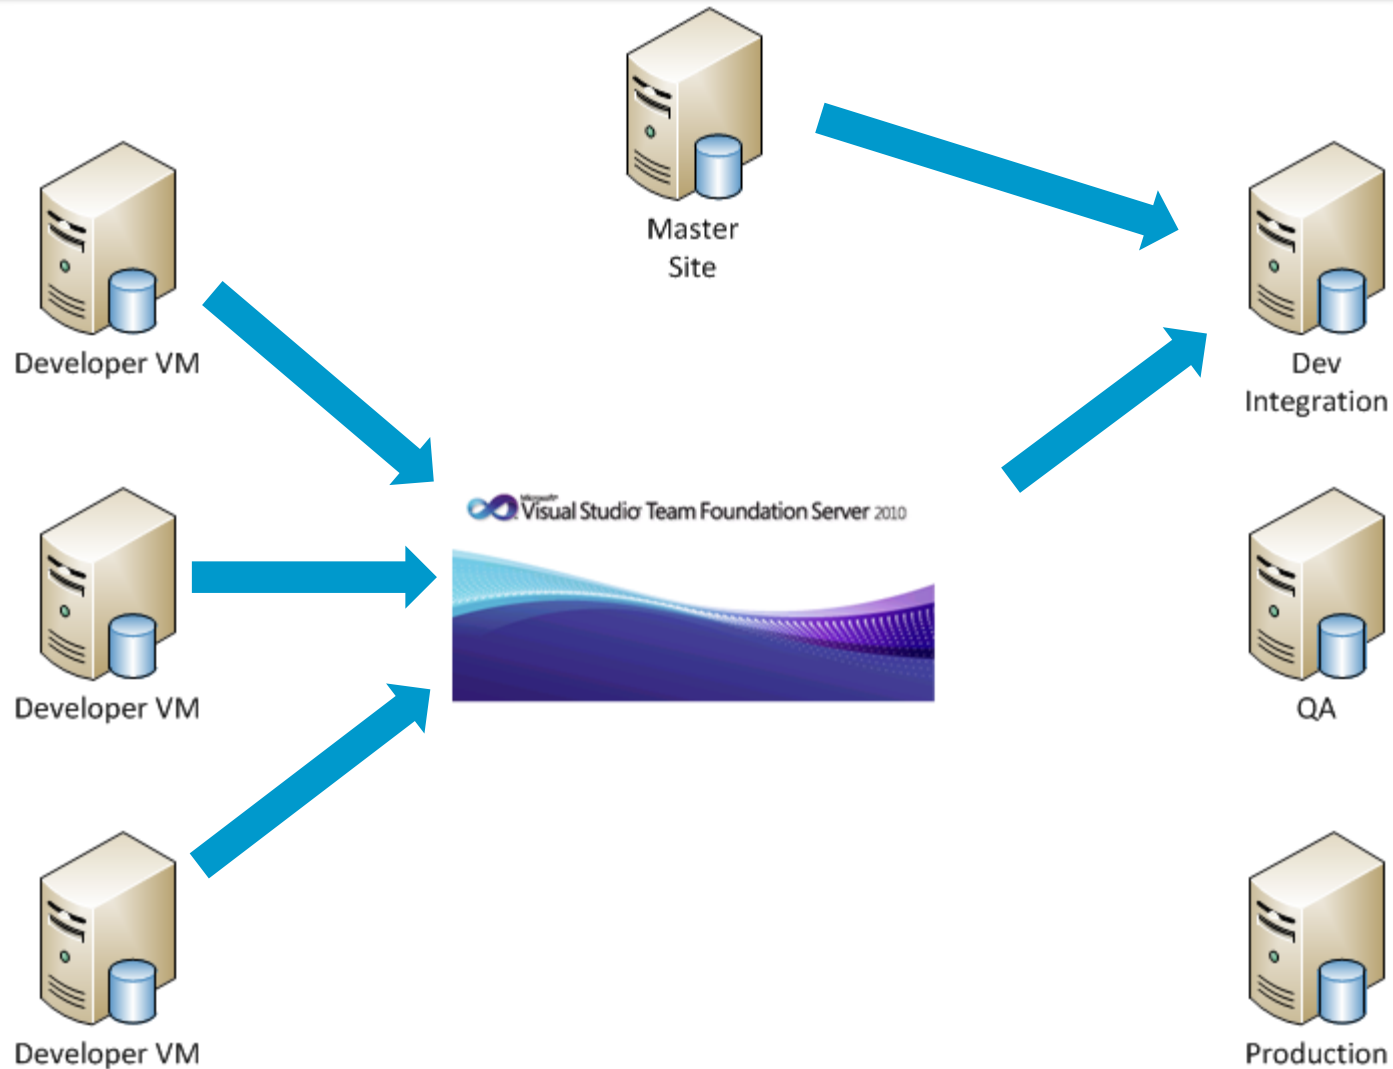 Master
Site
Developer VM
Dev
Integration
Microsoft®
Visual Studio® Team Foundation Server 2010
Developer VM
QA
Developer VM
Production